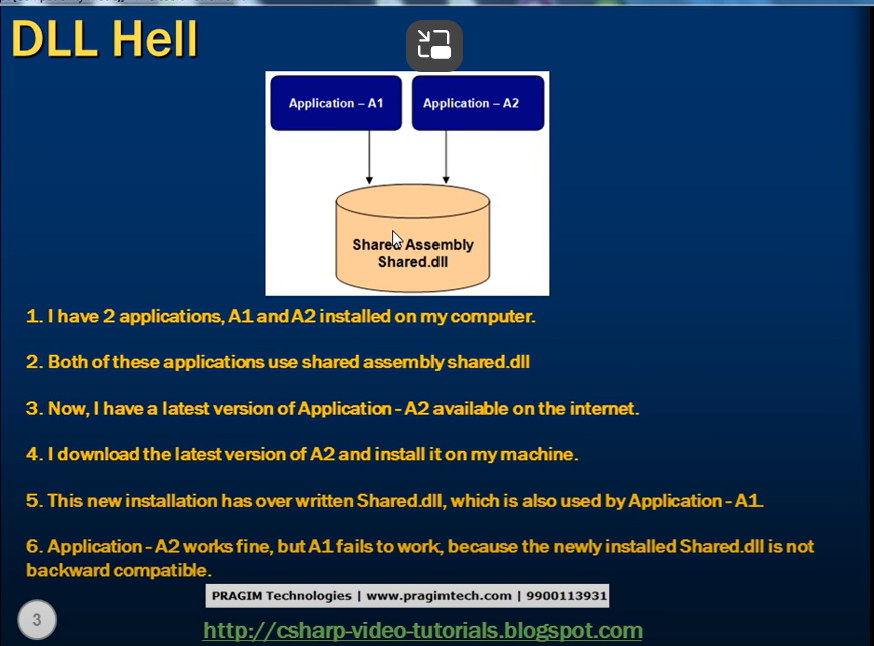 DLL Hell
Application – A1
Application – A2
Shared Assembly
Shared.dll
1. I have 2 applications, A1 and A2 installed on my computer.
2. Both of these applications use shared assembly shared.dll
3. Now, I have a latest version of Application - A2 available on the internet.
4. I download the latest version of A2 and install it on my machine.
5. This new installation has over written Shared.dll, which is also used by Application - A1.
6. Application - A2 works fine, but A1 fails to work, because the newly installed Shared.dll is not
backward compatible.
PRAGIM Technologies | www.pragimtech.com | 9900113931
3
http://csharp-video-tutorials.blogspot.com